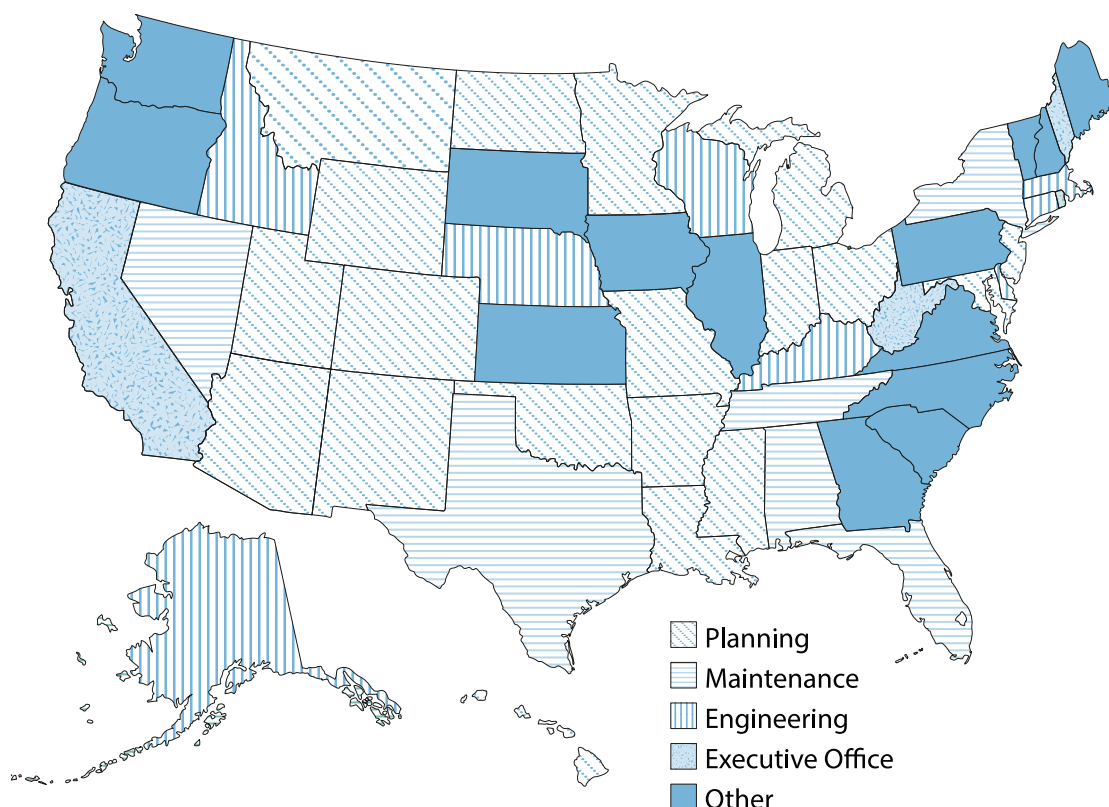 Planning
Maintenance
Engineering
Executive Office
Other